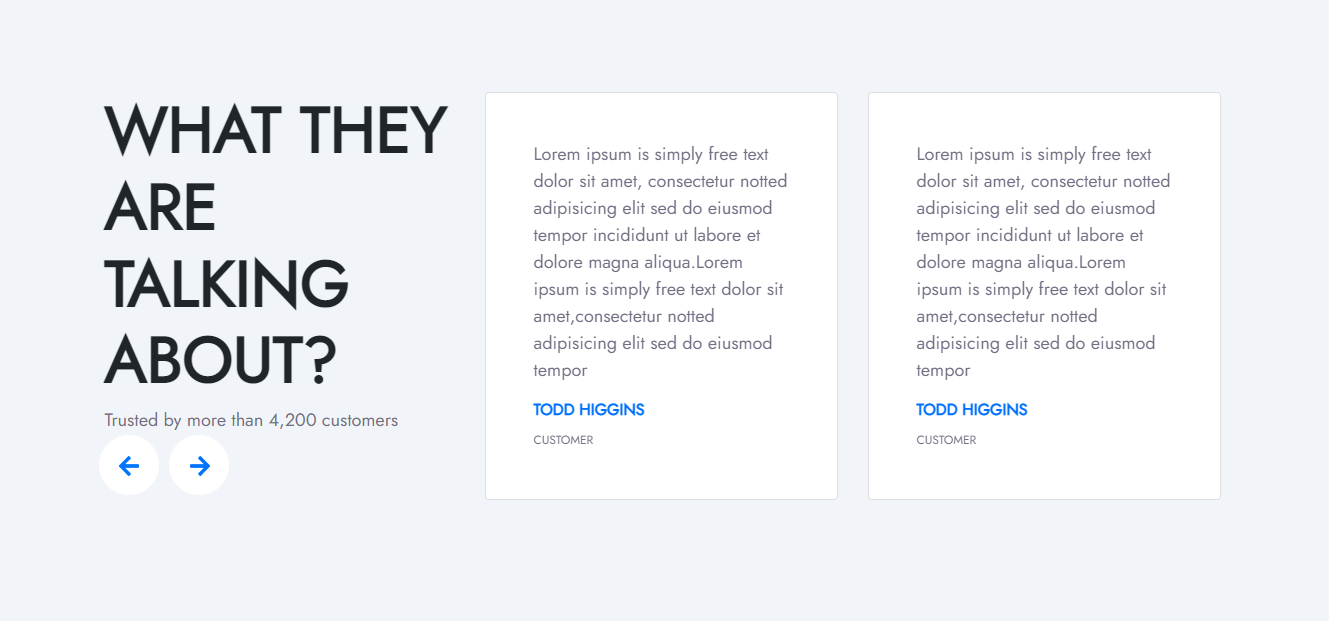 WHAT THEY
ARE
TALKING
ABOUT?
Trusted by more than 4,200 customers
Lorem ipsum is simply free text
dolor sit amet, consectetur notted
adipisicing elit sed do eiusmod
tempor incididunt ut labore et
dolore magna aliqua.Lorem
ipsum is simply free text dolor sit
amet,consectetur notted
adipisicing elit sed do eiusmod
tempor
TODD HIGGINS
CUSTOMER
Lorem ipsum is simply free text
dolor sit amet, consectetur notted
adipisicing elit sed do eiusmod
tempor incididunt ut labore et
dolore magna aliqua.Lorem
ipsum is simply free text dolor sit
amet,consectetur notted
adipisicing elit sed do eiusmod
tempor
TODD HIGGINS
CUSTOMER